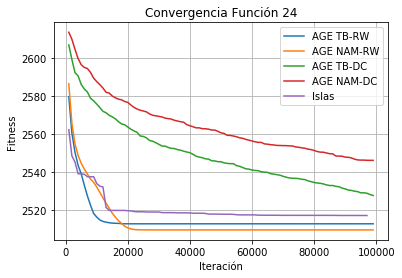 Convergencia Función 24
AGE TB-RW
AGE NAM-RW
AGE TB-DC
AGE NAM-DC
Islas
Fitness
2620
2600
2580
2560
2540
2520
0 20000 40000 60000 80000 100000
Iteración